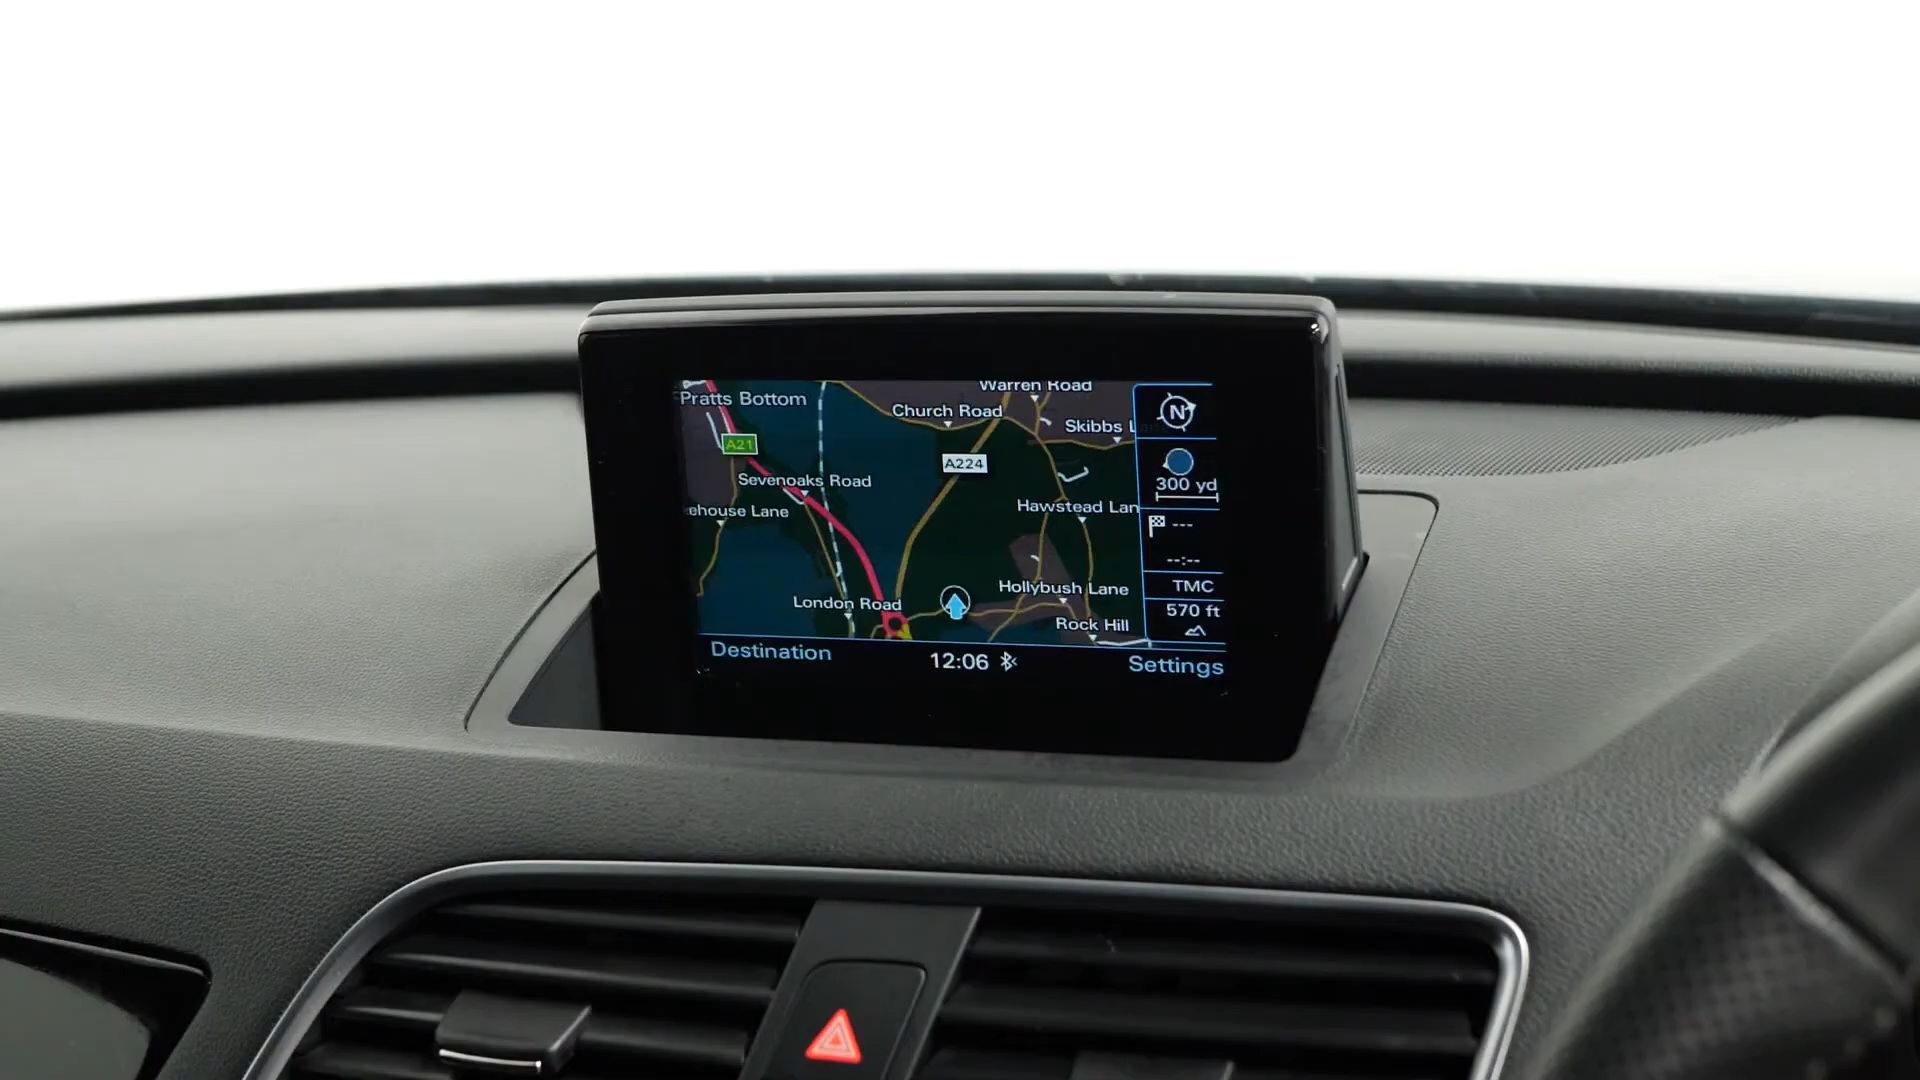 Warren Road
Pratts Bottom
Church Road
N
Skibbs L
A21
A224
300 yd
Sevenoaks Road
ehouse Lane
Hawstead Lan
---
--:--
TMC
Hollybush Lane
London Road
570 ft
Rock Hill
Destination
12:06
Settings